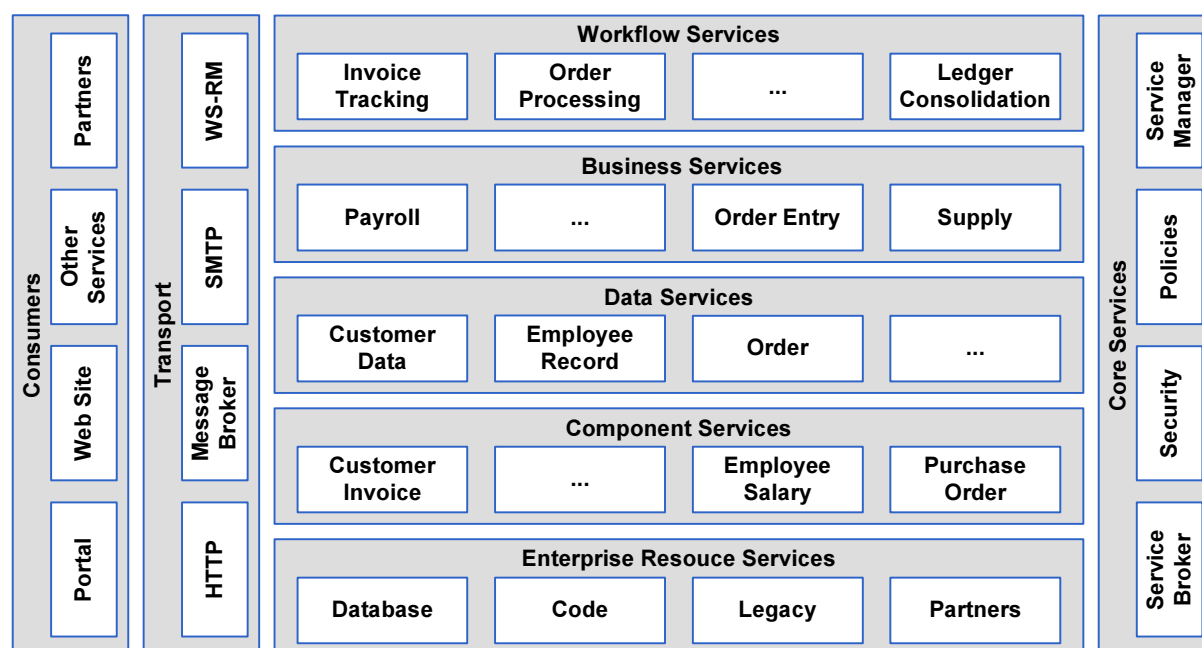 Consumers
Partners
Other
Services
Web Site
Portal
Transport
WS-RM
SMTP
Message
Broker
HTTP
Workflow Services
Invoice
Tracking
Order
Processing
...
Ledger
Consolidation
Business Services
Payroll
...
Order Entry
Supply
Data Services
Customer
Data
Employee
Record
Order
...
Component Services
Customer
Invoice
...
Employee
Salary
Purchase
Order
Enterprise Resouce Services
Database
Code
Legacy
Partners
Core Services
Service
Manager
Policies
Security
Service
Broker